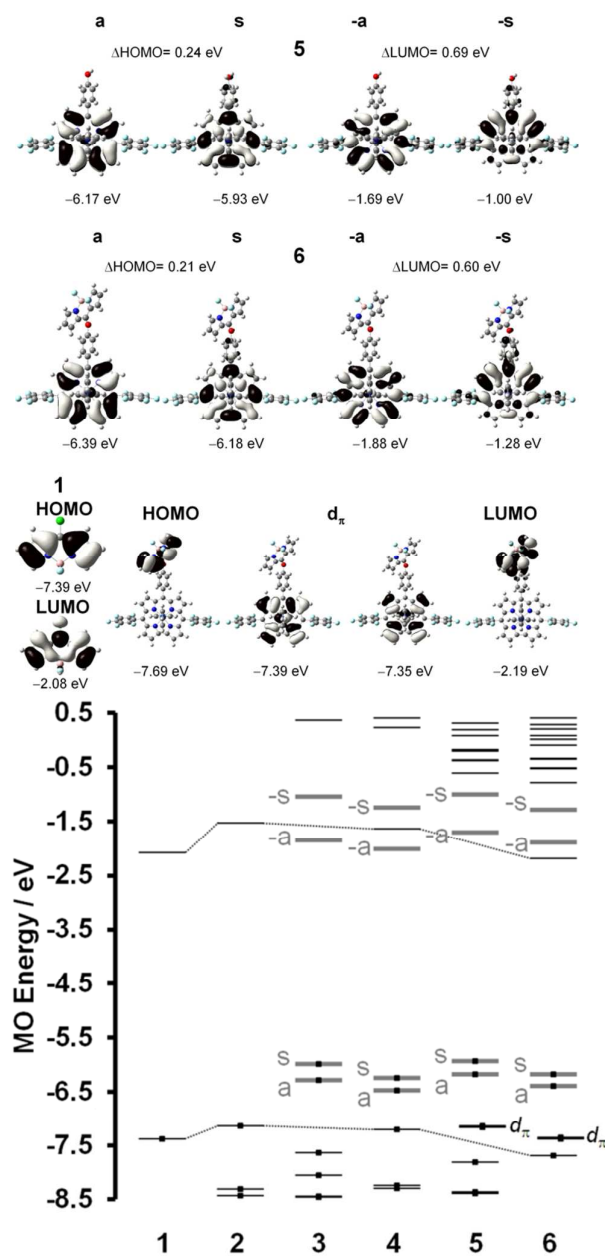 a s -a -s
ΔHOMO= 0.24 eV 5 ΔLUMO= 0.69 eV
−6.17 eV −5.93 eV −1.69 eV −1.00 eV
a s -a -s
ΔHOMO= 0.21 eV 6 ΔLUMO= 0.60 eV
−6.39 eV −6.18 eV −1.88 eV −1.28 eV
1
HOMO HOMO dπ LUMO
−7.39 eV
LUMO
−2.08 eV −7.69 eV −7.39 eV −7.35 eV −2.19 eV
MO Energy / eV
0.5
-0.5
-s -s -s -s
-1.5
-a -a -a -a
-2.5
-3.5
-4.5
-5.5
s s s s
-6.5
a a a a
dπ dπ
-7.5
-8.5
1 2 3 4 5 6